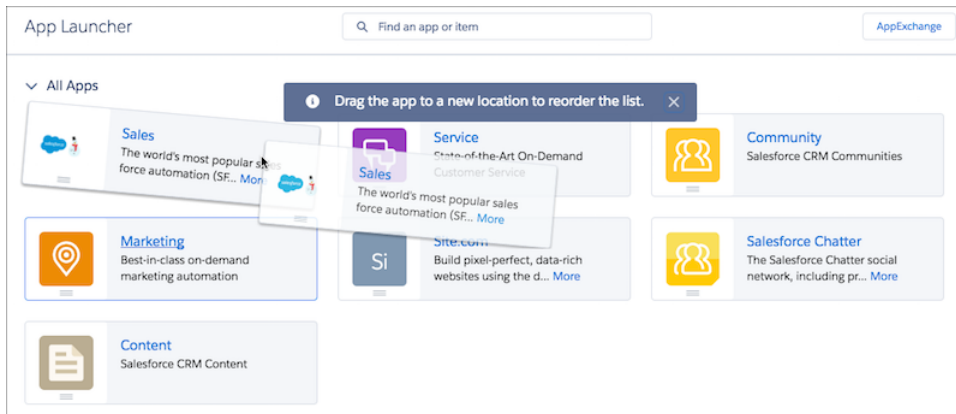 App Launcher
Find an app or item
AppExchange
All Apps
Drag the app to a new location to reorder the list.
Sales
The world's most popular sales
force automation (SF... More
Sales
The world's most popular sales
force automation (SF... More
Service
State-of-the-Art On-Demand
Customer Service
Community
Salesforce CRM Communities
Marketing
Best-in-class on-demand
marketing automation
Si
Site.com
Build pixel-perfect, data-rich
websites using the d... More
Salesforce Chatter
The Salesforce Chatter social
network, including pr... More
Content
Salesforce CRM Content